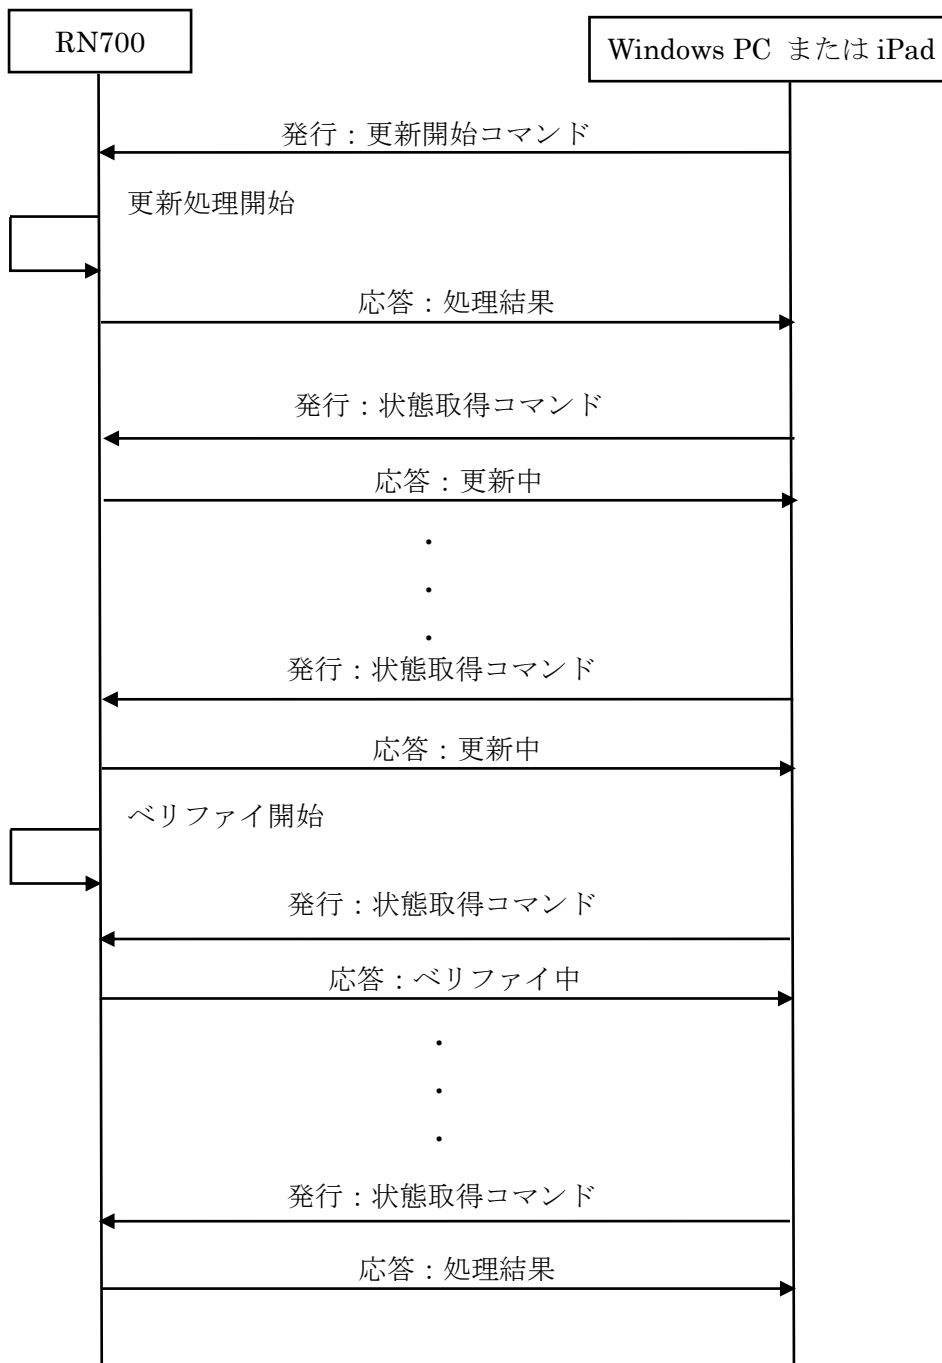 RN700
Windows PC または iPad
発行：更新開始コマンド
更新処理開始
応答：処理結果
発行：状態取得コマンド
応答：更新中
・
・
・
発行：状態取得コマンド
応答：更新中
ベリファイ開始
発行：状態取得コマンド
応答：ベリファイ中
・
・
・
発行：状態取得コマンド
応答：処理結果